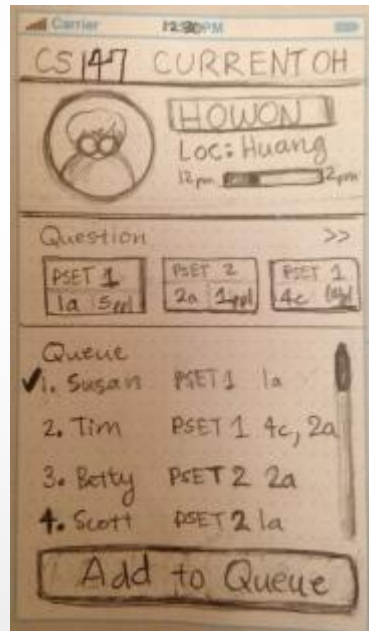 Carrier 12:30PM
CS147 CURRENT OH
HOWON
Loc: Huang
12pm 2pm
Question >>
PSET 1 PSET 2 PSET 1
1a 5ppl 2a 1ppl 4c
Queue
✓1. Susan PSET 1 1a
2. Tim PSET 1 4c, 2a
3. Betty PSET 2 2a
4. Scott PSET 2 1a
Add to Queue